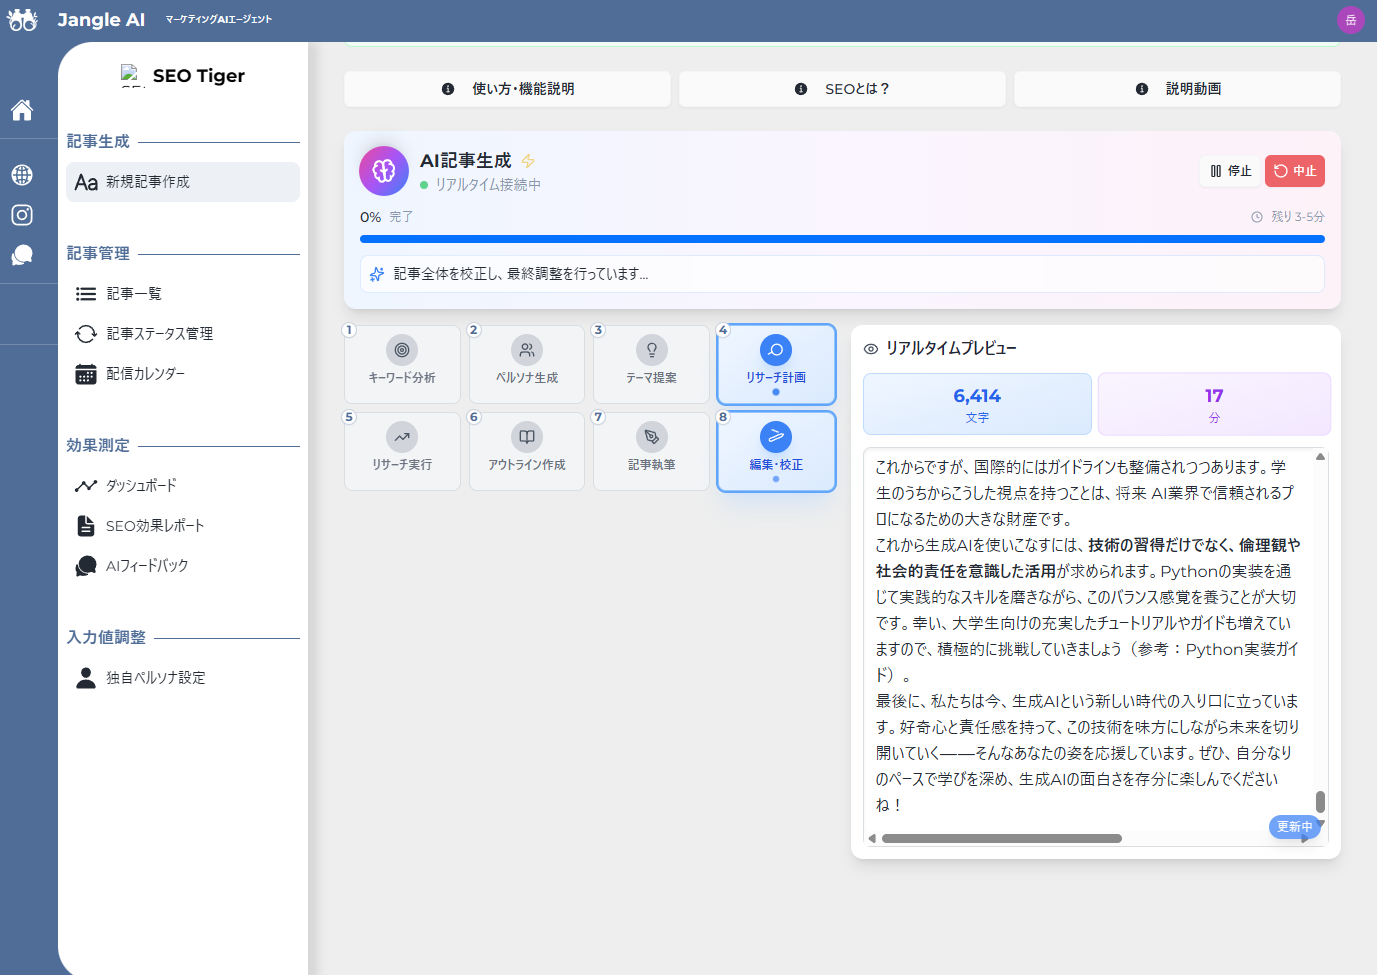 Jangle AI
マーケティングAIエージェント
岳
SEO Tiger
記事生成
Aa 新規記事作成
記事管理
記事一覧
記事ステータス管理
配信カレンダー
効果測定
ダッシュボード
SEO効果レポート
AIフィードバック
入力値調整
独自ペルソナ設定
使い方・機能説明
SEOとは？
説明動画
AI記事生成
リアルタイム接続中
停止
中止
0% 完了
残り 3-5分
記事全体を校正し、最終調整を行っています...
1
キーワード分析
2
ペルソナ生成
3
テーマ提案
4
リサーチ計画
5
リサーチ実行
6
アウトライン作成
7
記事執筆
8
編集・校正
リアルタイムプレビュー
6,414
文字
17
分
これからですが、国際的にはガイドラインも整備されつつあります。学
生のうちからこうした視点を持つことは、将来 AI業界で信頼されるプ
ロになるための大きな財産です。
これから生成AIを使いこなすには、技術の習得だけでなく、倫理観や
社会的責任を意識した活用が求められます。Pythonの実装を通
じて実践的なスキルを磨きながら、このバランス感覚を養うことが大切
です。幸い、大学生向けの充実したチュートリアルやガイドも増えてい
ますので、積極的に挑戦していきましょう（参考：Python実装ガイ
ド）。
最後に、私たちは今、生成AIという新しい時代の入り口に立っていま
す。好奇心と責任感を持って、この技術を味方にしながら未来を切り
開いていく——そんなあなたの姿を応援しています。ぜひ、自分なり
のペースで学びを深め、生成AIの面白さを存分に楽しんでください
ね！
更新中